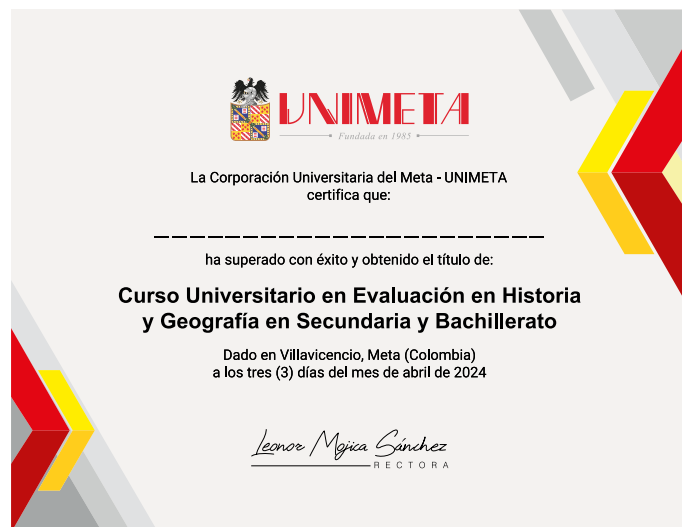 UNIMETA
Fundada en 1985
La Corporación Universitaria del Meta - UNIMETA
certifica que:
ha superado con éxito y obtenido el título de:
Curso Universitario en Evaluación en Historia
y Geografía en Secundaria y Bachillerato
Dado en Villavicencio, Meta (Colombia)
a los tres (3) días del mes de abril de 2024
Leonor Mojica Sánchez
RECTORA